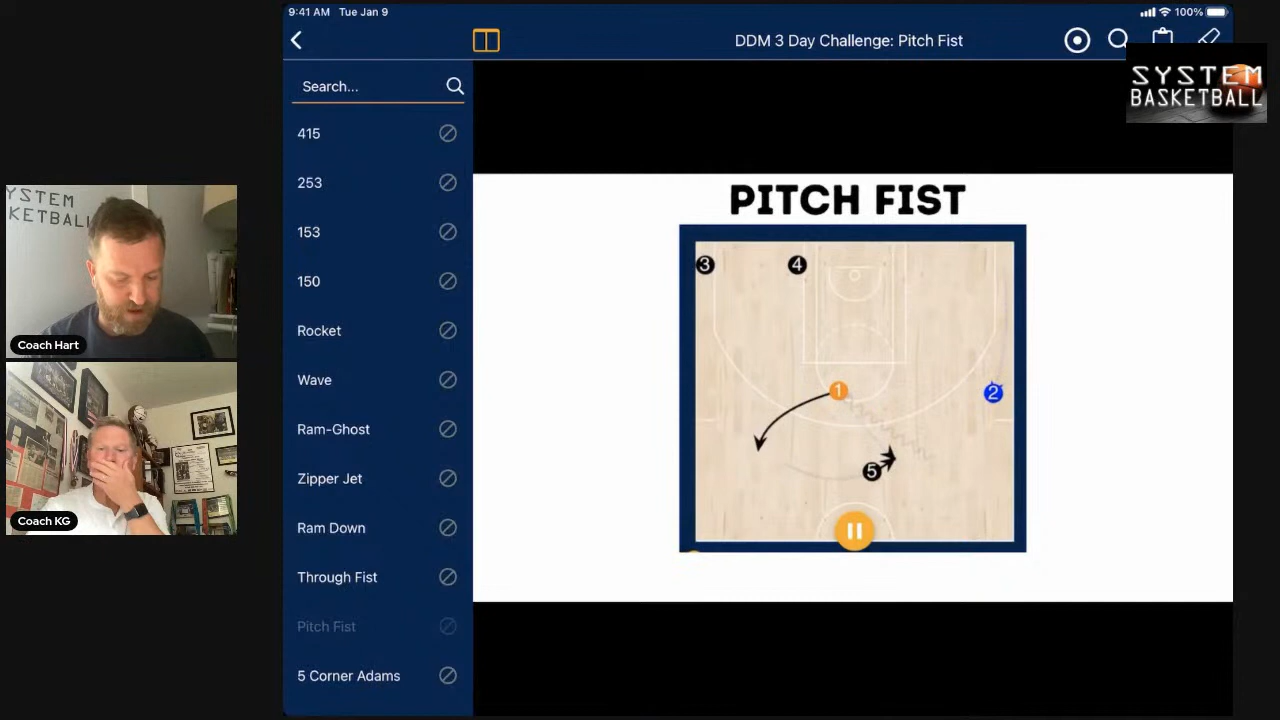 9:41 AM Tue Jan 9
100%
DDM 3 Day Challenge: Pitch Fist
SYSTEM
BASKETBALL
Search...
415
253
153
150
Rocket
Wave
Ram-Ghost
Zipper Jet
Ram Down
Through Fist
Pitch Fist
5 Corner Adams
PITCH FIST
3
4
1
2
5
YSTEM
KETBALL
Coach Hart
Coach KG